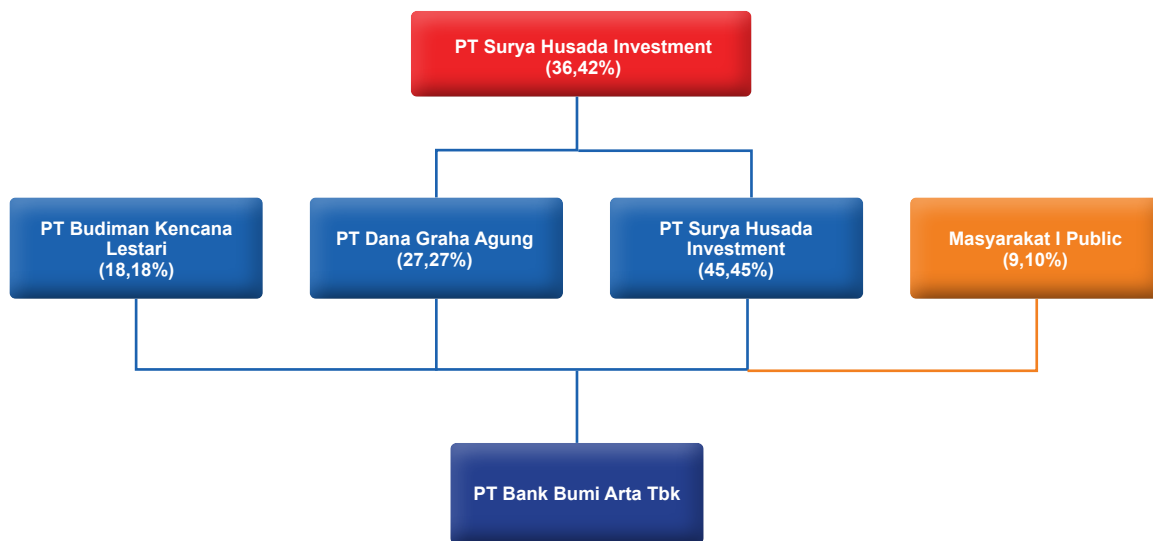 PT Surya Husada Investment
(36,42%)
PT Budiman Kencana
Lestari
(18,18%)
PT Dana Graha Agung
(27,27%)
PT Surya Husada
Investment
(45,45%)
Masyarakat I Public
(9,10%)
PT Bank Bumi Arta Tbk